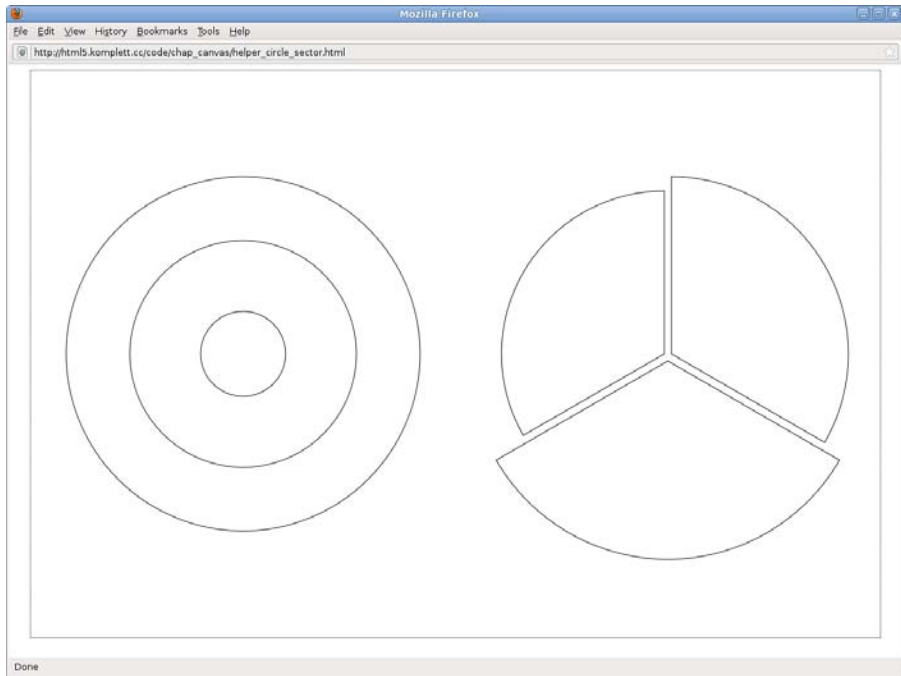 Mozilla Firefox
File Edit View History Bookmarks Tools Help
http://html5.komplett.cc/code/chap_canvas/helper_circle_sector.html
Done